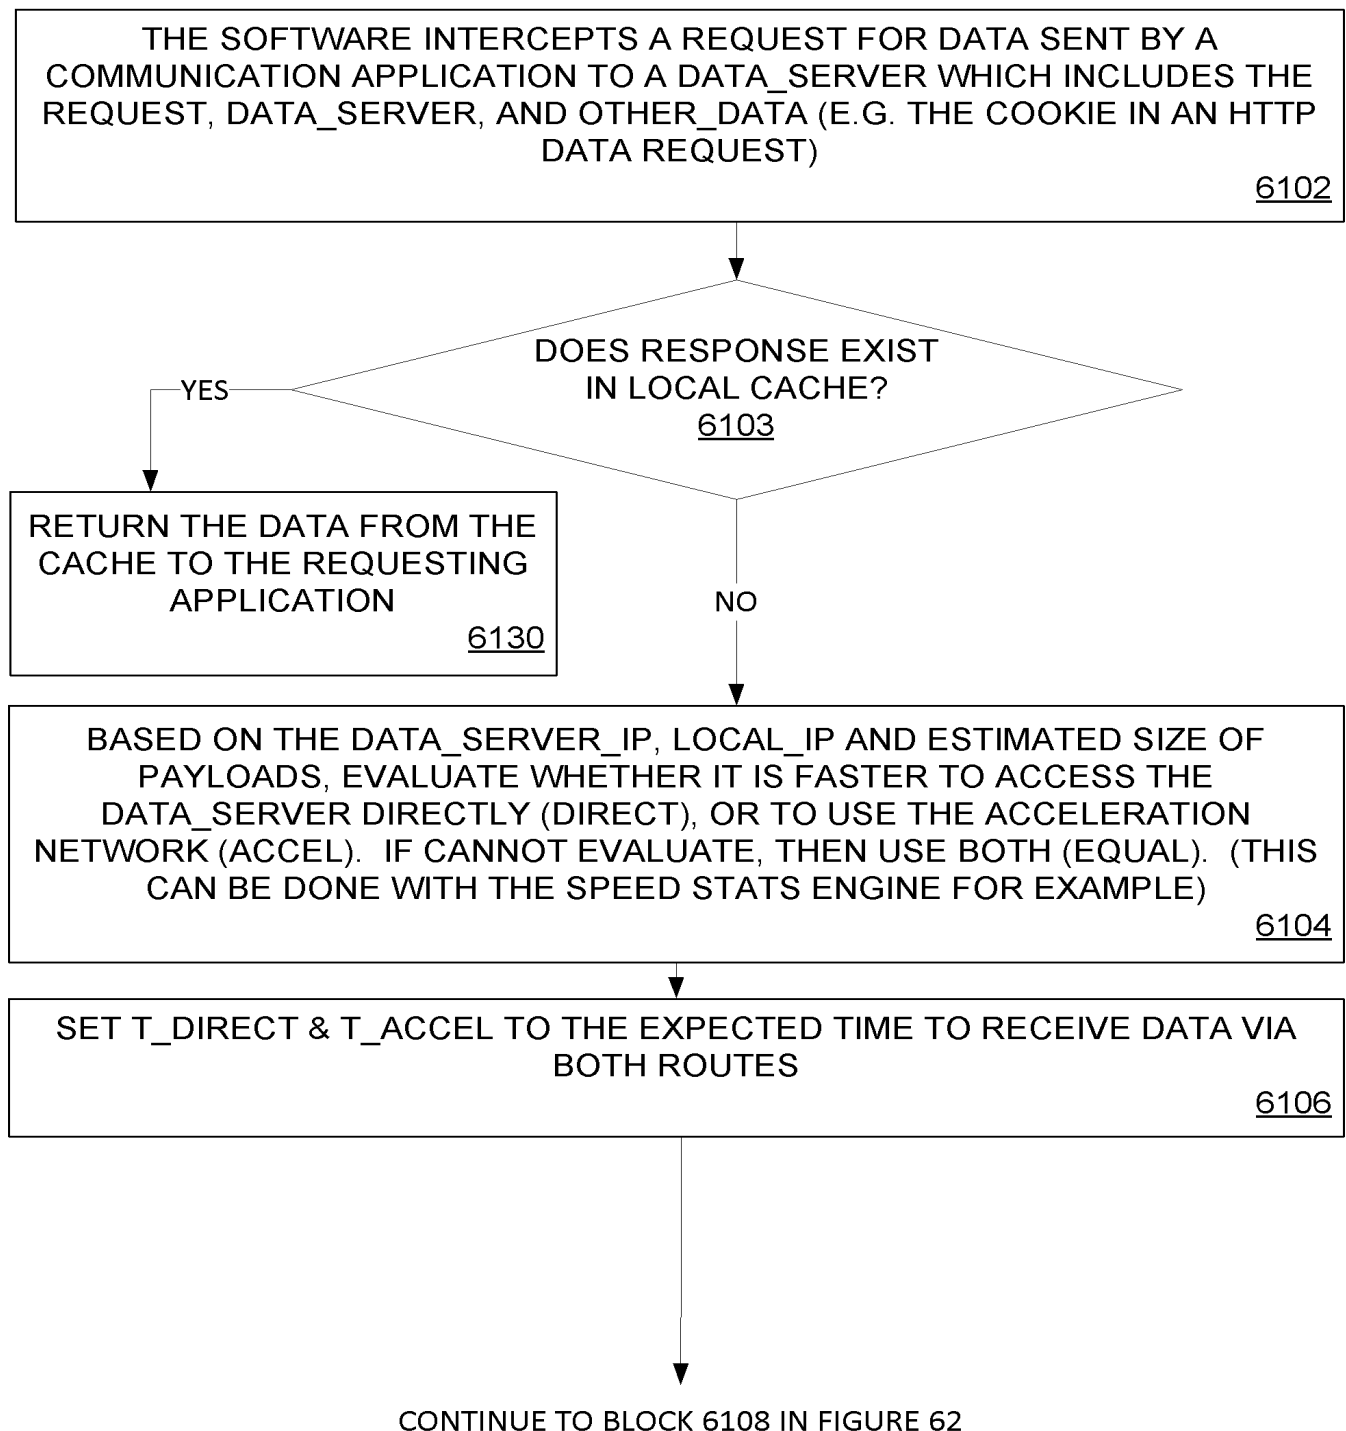 THE SOFTWARE INTERCEPTS A REQUEST FOR DATA SENT BY A
COMMUNICATION APPLICATION TO A DATA_SERVER WHICH INCLUDES THE
REQUEST, DATA_SERVER, AND OTHER_DATA (E.G. THE COOKIE IN AN HTTP
DATA REQUEST)
6102
DOES RESPONSE EXIST
IN LOCAL CACHE?
6103
YES
RETURN THE DATA FROM THE
CACHE TO THE REQUESTING
APPLICATION
6130
NO
BASED ON THE DATA_SERVER_IP, LOCAL_IP AND ESTIMATED SIZE OF
PAYLOADS, EVALUATE WHETHER IT IS FASTER TO ACCESS THE
DATA_SERVER DIRECTLY (DIRECT), OR TO USE THE ACCELERATION
NETWORK (ACCEL).  IF CANNOT EVALUATE, THEN USE BOTH (EQUAL).  (THIS
CAN BE DONE WITH THE SPEED STATS ENGINE FOR EXAMPLE)
6104
SET T_DIRECT & T_ACCEL TO THE EXPECTED TIME TO RECEIVE DATA VIA
BOTH ROUTES
6106
CONTINUE TO BLOCK 6108 IN FIGURE 62